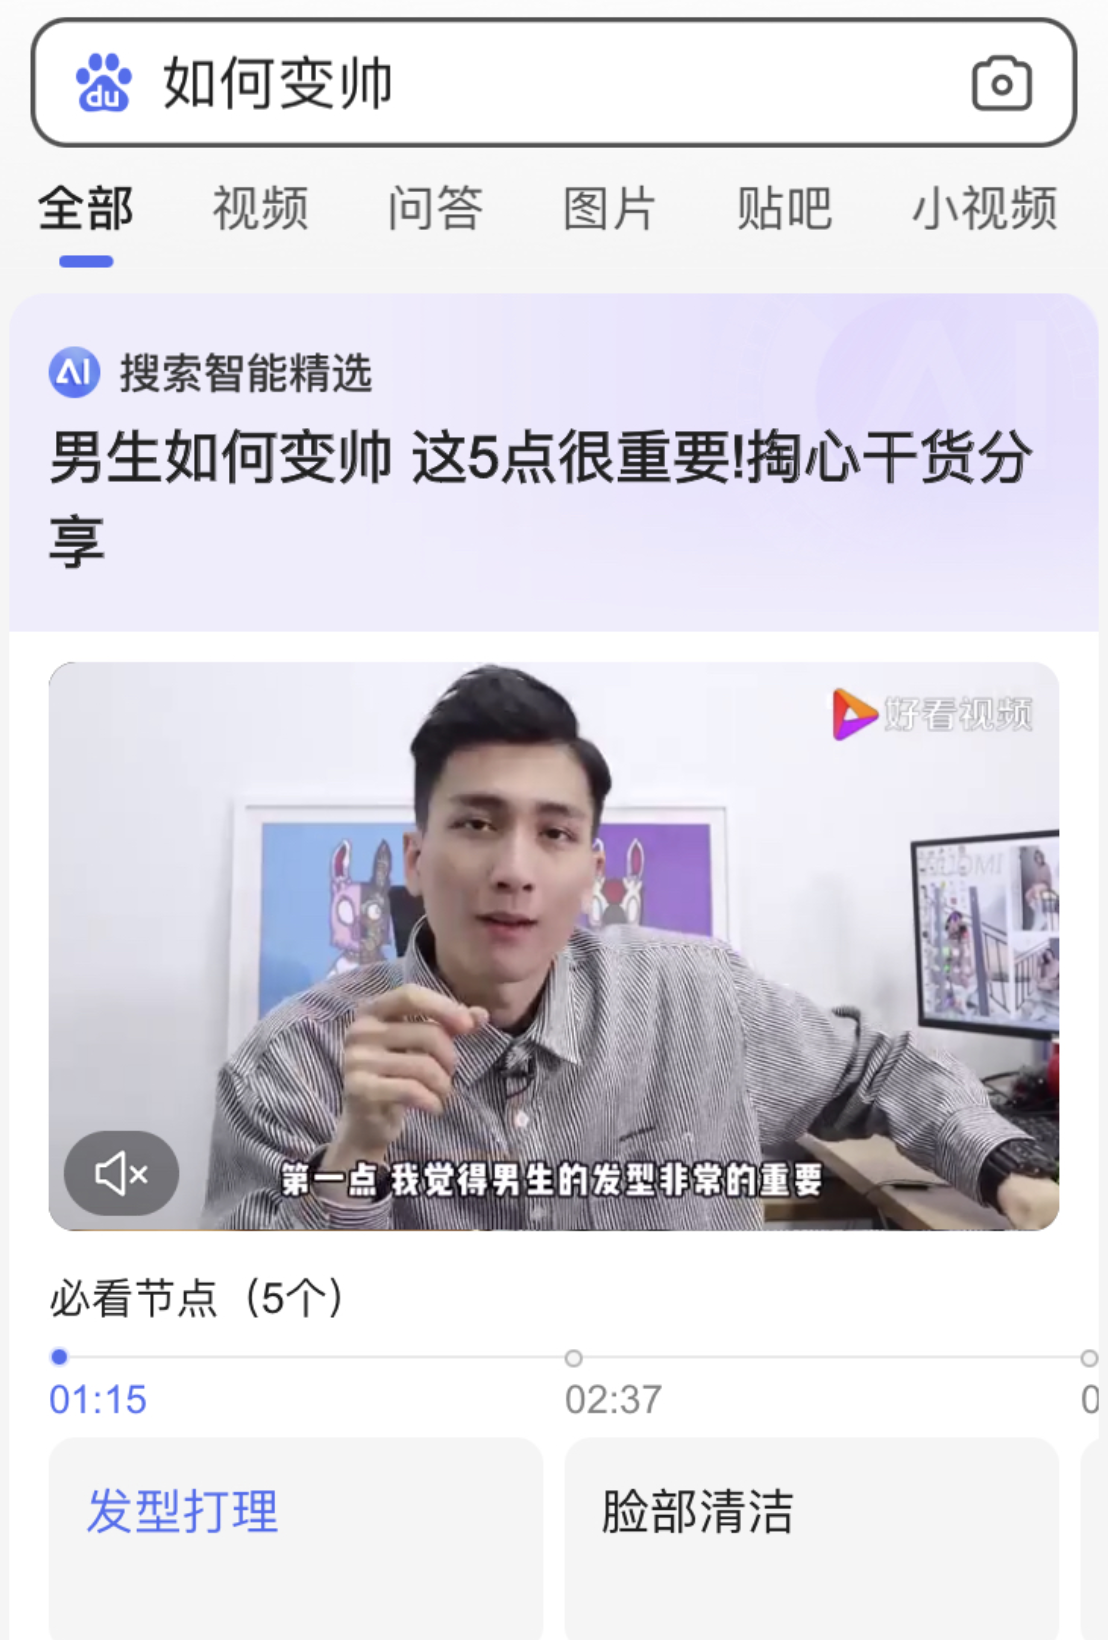 du 如何变帅
全部 视频 问答 图片 贴吧 小视频
AI 搜索智能精选
男生如何变帅 这5点很重要!掏心干货分
享
好看视频
第一点 我觉得男生的发型非常的重要
必看节点（5个）
01:15 02:37 0
发型打理 脸部清洁